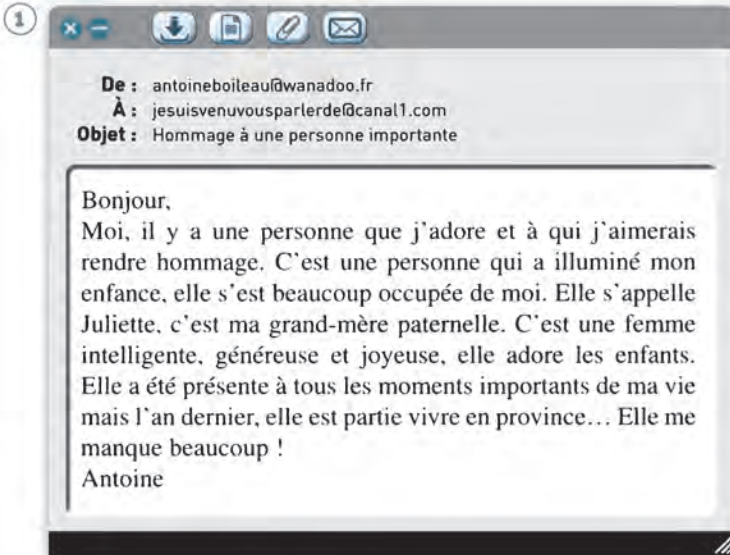 1
De : antoineboileau@wanadoo.fr
À : jesuisvenuvousparlerde@canal1.com
Objet : Hommage à une personne importante
Bonjour,
Moi, il y a une personne que j'adore et à qui j'aimerais
rendre hommage. C'est une personne qui a illuminé mon
enfance, elle s'est beaucoup occupée de moi. Elle s'appelle
Juliette, c'est ma grand-mère paternelle. C'est une femme
intelligente, généreuse et joyeuse, elle adore les enfants.
Elle a été présente à tous les moments importants de ma vie
mais l'an dernier, elle est partie vivre en province… Elle me
manque beaucoup !
Antoine